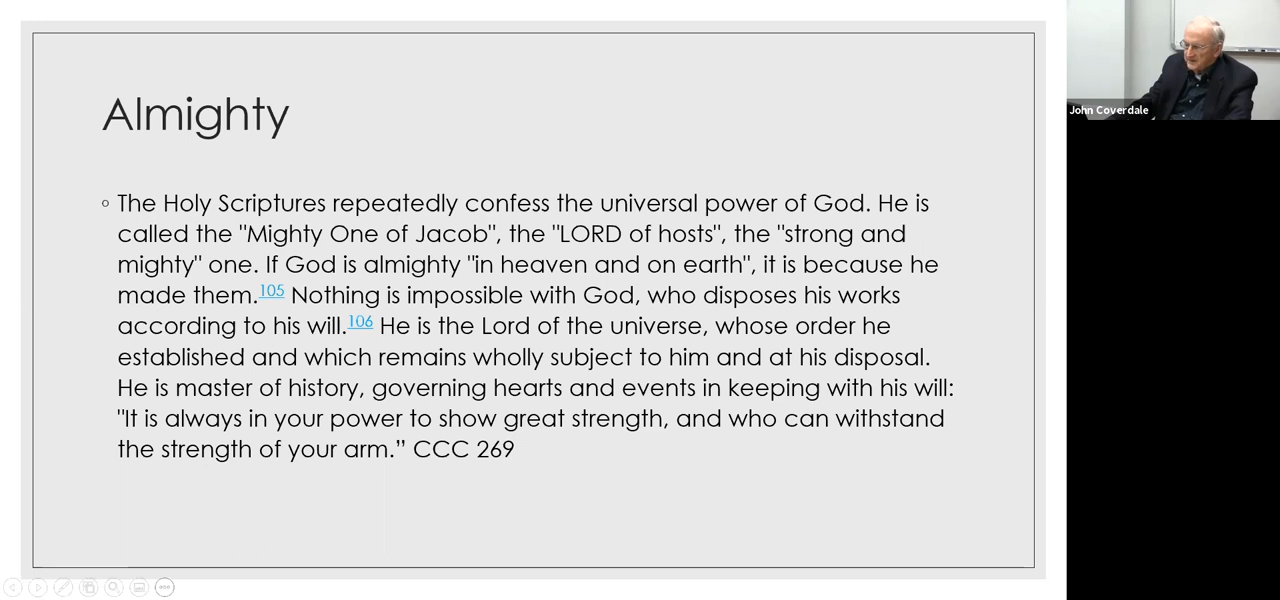 Almighty
The Holy Scriptures repeatedly confess the universal power of God. He is
called the "Mighty One of Jacob", the "LORD of hosts", the "strong and
mighty" one. If God is almighty "in heaven and on earth", it is because he
made them.105 Nothing is impossible with God, who disposes his works
according to his will.106 He is the Lord of the universe, whose order he
established and which remains wholly subject to him and at his disposal.
He is master of history, governing hearts and events in keeping with his will:
"It is always in your power to show great strength, and who can withstand
the strength of your arm.” CCC 269
John Coverdale